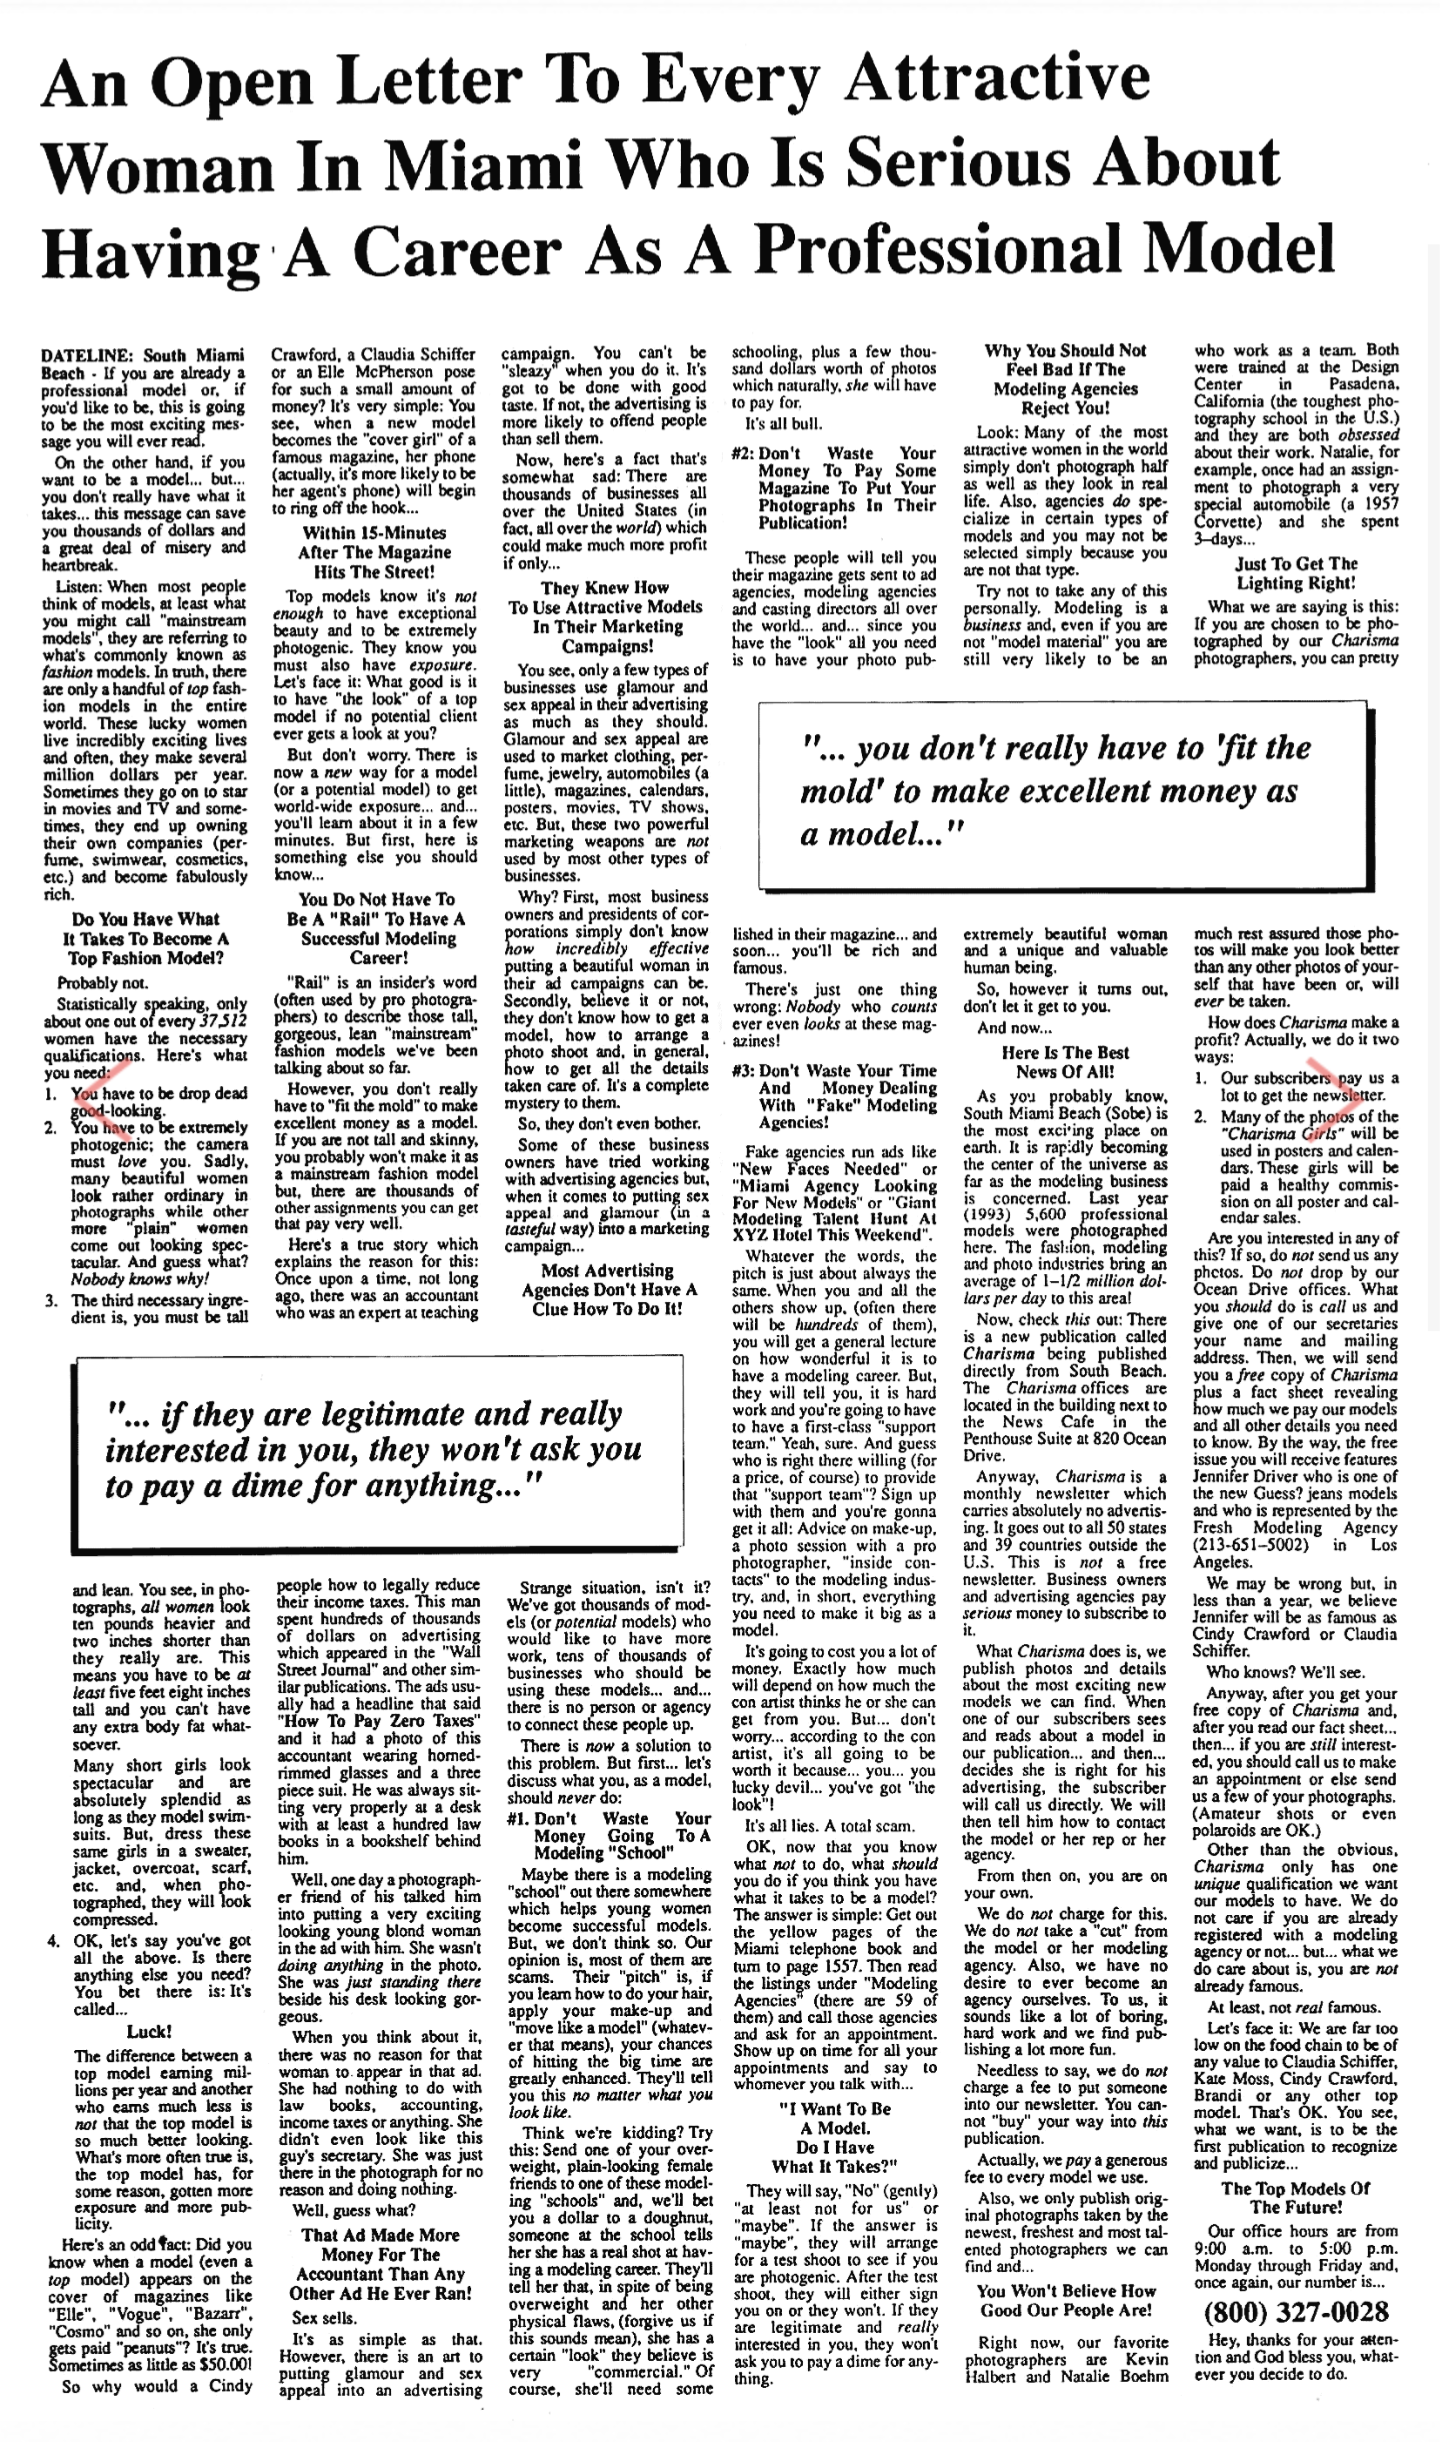 An Open Letter To Every Attractive
Woman In Miami Who Is Serious About
Having A Career As A Professional Model
DATELINE: South Miami
Beach - If you are already a
professional model or, if
you'd like to be, this is going
to be the most exciting mes-
sage you will ever read.
On the other hand, if you
want to be a model... but...
you don't really have what it
takes... this message can save
you thousands of dollars and
a great deal of misery and
heartbreak.
Listen: When most people
think of models, at least what
you might call "mainstream
models", they are referring to
what's commonly known as
fashion models. In truth, there
are only a handful of top fash-
ion models in the entire
world. These lucky women
live incredibly exciting lives
and often, they make several
million dollars per year.
Sometimes they go on to star
in movies and TV and some-
times, they end up owning
their own companies (per-
fume, swimwear, cosmetics,
etc.) and become fabulously
rich.
Do You Have What
It Takes To Become A
Top Fashion Model?
Probably not.
Statistically speaking, only
about one out of every 37,512
women have the necessary
qualifications. Here's what
you need:
1. You have to be drop dead
good-looking.
2. You have to be extremely
photogenic; the camera
must love you. Sadly,
many beautiful women
look rather ordinary in
photographs while other
more "plain" women
come out looking spec-
tacular. And guess what?
Nobody knows why!
3. The third necessary ingre-
dient is, you must be tall
"... if they are legitimate and really
interested in you, they won't ask you
to pay a dime for anything..."
and lean. You see, in pho-
tographs, all women look
ten pounds heavier and
two inches shorter than
they really are. This
means you have to be at
least five feet eight inches
tall and you can't have
any extra body fat what-
soever.
Many short girls look
spectacular and are
absolutely splendid as
long as they model swim-
suits. But, dress these
same girls in a sweater,
jacket, overcoat, scarf,
etc. and, when pho-
tographed, they will look
compressed.
4. OK, let's say you've got
all the above. Is there
anything else you need?
You bet there is: It's
called...
Luck!
The difference between a
top model earning mil-
lions per year and another
who earns much less is
not that the top model is
so much better looking.
What's more often true is,
the top model has, for
some reason, gotten more
exposure and more pub-
licity.
Here's an odd fact: Did you
know when a model (even a
top model) appears on the
cover of magazines like
"Elle", "Vogue", "Bazarr",
"Cosmo" and so on, she only
gets paid "peanuts"? It's true.
Sometimes as little as $50.00!
So why would a Cindy
Crawford, a Claudia Schiffer
or an Elle McPherson pose
for such a small amount of
money? It's very simple: You
see, when a new model
becomes the "cover girl" of a
famous magazine, her phone
(actually, it's more likely to be
her agent's phone) will begin
to ring off the hook...
Within 15-Minutes
After The Magazine
Hits The Street!
Top models know it's not
enough to have exceptional
beauty and to be extremely
photogenic. They know you
must also have exposure.
Let's face it: What good is it
to have "the look" of a top
model if no potential client
ever gets a look at you?
But don't worry. There is
now a new way for a model
(or a potential model) to get
world-wide exposure... and...
you'll learn about it in a few
minutes. But first, here is
something else you should
know...
You Do Not Have To
Be A "Rail" To Have A
Successful Modeling
Career!
"Rail" is an insider's word
(often used by pro photogra-
phers) to describe those tall,
gorgeous, lean "mainstream"
fashion models we've been
talking about so far.
However, you don't really
have to "fit the mold" to make
excellent money as a model.
If you are not tall and skinny,
you probably won't make it as
a mainstream fashion model
but, there are thousands of
other assignments you can get
that pay very well.
Here's a true story which
explains the reason for this:
Once upon a time, not long
ago, there was an accountant
who was an expert at teaching
people how to legally reduce
their income taxes. This man
spent hundreds of thousands
of dollars on advertising
which appeared in the "Wall
Street Journal" and other sim-
ilar publications. The ads usu-
ally had a headline that said
"How To Pay Zero Taxes"
and it had a photo of this
accountant wearing horned-
rimmed glasses and a three
piece suit. He was always sit-
ting very properly at a desk
with at least a hundred law
books in a bookshelf behind
him.
Well, one day a photograph-
er friend of his talked him
into putting a very exciting
looking young blond woman
in the ad with him. She wasn't
doing anything in the photo.
She was just standing there
beside his desk looking gor-
geous.
When you think about it,
there was no reason for that
woman to appear in that ad.
She had nothing to do with
law books, accounting,
income taxes or anything. She
didn't even look like this
guy's secretary. She was just
there in the photograph for no
reason and doing nothing.
Well, guess what?
That Ad Made More
Money For The
Accountant Than Any
Other Ad He Ever Ran!
Sex sells.
It's as simple as that.
However, there is an art to
putting glamour and sex
appeal into an advertising
campaign. You can't be
"sleazy" when you do it. It's
got to be done with good
taste. If not, the advertising is
more likely to offend people
than sell them.
Now, here's a fact that's
somewhat sad: There are
thousands of businesses all
over the United States (in
fact, all over the world) which
could make much more profit
if only...
They Knew How
To Use Attractive Models
In Their Marketing
Campaigns!
You see, only a few types of
businesses use glamour and
sex appeal in their advertising
as much as they should.
Glamour and sex appeal are
used to market clothing, per-
fume, jewelry, automobiles (a
little), magazines, calendars,
posters, movies, TV shows,
etc. But, these two powerful
marketing weapons are not
used by most other types of
businesses.
Why? First, most business
owners and presidents of cor-
porations simply don't know
how incredibly effective
putting a beautiful woman in
their ad campaigns can be.
Secondly, believe it or not,
they don't know how to get a
model, how to arrange a
photo shoot and, in general,
how to get all the details
taken care of. It's a complete
mystery to them.
So, they don't even bother.
Some of these business
owners have tried working
with advertising agencies but,
when it comes to putting sex
appeal and glamour (in a
tasteful way) into a marketing
campaign...
Most Advertising
Agencies Don't Have A
Clue How To Do It!
Strange situation, isn't it?
We've got thousands of mod-
els (or potential models) who
would like to have more
work, tens of thousands of
businesses who should be
using these models... and...
there is no person or agency
to connect these people up.
There is now a solution to
this problem. But first... let's
discuss what you, as a model,
should never do:
#1. Don't Waste Your
Money Going To A
Modeling "School"
Maybe there is a modeling
"school" out there somewhere
which helps young women
become successful models.
But, we don't think so. Our
opinion is, most of them are
scams. Their "pitch" is, if
you learn how to do your hair,
apply your make-up and
"move like a model" (whatev-
er that means), your chances
of hitting the big time are
greatly enhanced. They'll tell
you this no matter what you
look like.
Think we're kidding? Try
this: Send one of your over-
weight, plain-looking female
friends to one of these model-
ing "schools" and, we'll bet
you a dollar to a doughnut,
someone at the school tells
her she has a real shot at hav-
ing a modeling career. They'll
tell her that, in spite of being
overweight and her other
physical flaws, (forgive us if
this sounds mean), she has a
certain "look" they believe is
very "commercial." Of
course, she'll need some
schooling, plus a few thou-
sand dollars worth of photos
which naturally, she will have
to pay for.
It's all bull.
#2: Don't Waste Your
Money To Pay Some
Magazine To Put Your
Photographs In Their
Publication!
These people will tell you
their magazine gets sent to ad
agencies, modeling agencies
and casting directors all over
the world... and... since you
have the "look" all you need
is to have your photo pub-
"... you don't really have to 'fit the
mold' to make excellent money as
a model..."
lished in their magazine... and
soon... you'll be rich and
famous.
There's just one thing
wrong: Nobody who counts
ever even looks at these mag-
azines!
#3: Don't Waste Your Time
And Money Dealing
With "Fake" Modeling
Agencies!
Fake agencies run ads like
"New Faces Needed" or
"Miami Agency Looking
For New Models" or "Giant
Modeling Talent Hunt At
XYZ Hotel This Weekend".
Whatever the words, the
pitch is just about always the
same. When you and all the
others show up, (often there
will be hundreds of them),
you will get a general lecture
on how wonderful it is to
have a modeling career. But,
they will tell you, it is hard
work and you're going to have
to have a first-class "support
team." Yeah, sure. And guess
who is right there willing (for
a price, of course) to provide
that "support team"? Sign up
with them and you're gonna
get it all: Advice on make-up,
a photo session with a pro
photographer, "inside con-
tacts" to the modeling indus-
try, and, in short, everything
you need to make it big as a
model.
It's going to cost you a lot of
money. Exactly how much
will depend on how much the
con artist thinks he or she can
get from you. But... don't
worry... according to the con
artist, it's all going to be
worth it because... you... you
lucky devil... you've got "the
look"!
It's all lies. A total scam.
OK, now that you know
what not to do, what should
you do if you think you have
what it takes to be a model?
The answer is simple: Get out
the yellow pages of the
Miami telephone book and
turn to page 1557. Then read
the listings under "Modeling
Agencies" (there are 59 of
them) and call those agencies
and ask for an appointment.
Show up on time for all your
appointments and say to
whomever you talk with...
"I Want To Be
A Model.
Do I Have
What It Takes?"
They will say, "No" (gently)
"at least not for us" or
"maybe". If the answer is
"maybe", they will arrange
for a test shoot to see if you
are photogenic. After the test
shoot, they will either sign
you on or they won't. If they
are legitimate and really
interested in you, they won't
ask you to pay a dime for any-
thing.
Why You Should Not
Feel Bad If The
Modeling Agencies
Reject You!
Look: Many of the most
attractive women in the world
simply don't photograph half
as well as they look in real
life. Also, agencies do spe-
cialize in certain types of
models and you may not be
selected simply because you
are not that type.
Try not to take any of this
personally. Modeling is a
business and, even if you are
not "model material" you are
still very likely to be an
extremely beautiful woman
and a unique and valuable
human being.
So, however it turns out,
don't let it get to you.
And now...
Here Is The Best
News Of All!
As you probably know,
South Miami Beach (Sobe) is
the most exciting place on
earth. It is rapidly becoming
the center of the universe as
far as the modeling business
is concerned. Last year
(1993) 5,600 professional
models were photographed
here. The fashion, modeling
and photo industries bring an
average of 1-1/2 million dol-
lars per day to this area!
Now, check this out: There
is a new publication called
Charisma being published
directly from South Beach.
The Charisma offices are
located in the building next to
the News Cafe in the
Penthouse Suite at 820 Ocean
Drive.
Anyway, Charisma is a
monthly newsletter which
carries absolutely no advertis-
ing. It goes out to all 50 states
and 39 countries outside the
U.S. This is not a free
newsletter. Business owners
and advertising agencies pay
serious money to subscribe to
it.
What Charisma does is, we
publish photos and details
about the most exciting new
models we can find. When
one of our subscribers sees
and reads about a model in
our publication... and then...
decides she is right for his
advertising, the subscriber
will call us directly. We will
then tell him how to contact
the model or her rep or her
agency.
From then on, you are on
your own.
We do not charge for this.
We do not take a "cut" from
the model or her modeling
agency. Also, we have no
desire to ever become an
agency ourselves. To us, it
sounds like a lot of boring,
hard work and we find pub-
lishing a lot more fun.
Needless to say, we do not
charge a fee to put someone
into our newsletter. You can-
not "buy" your way into this
publication.
Actually, we pay a generous
fee to every model we use.
Also, we only publish orig-
inal photographs taken by the
newest, freshest and most tal-
ented photographers we can
find and...
You Won't Believe How
Good Our People Are!
Right now, our favorite
photographers are Kevin
Halbert and Natalie Boehm
who work as a team. Both
were trained at the Design
Center in Pasadena,
California (the toughest pho-
tography school in the U.S.)
and they are both obsessed
about their work. Natalie, for
example, once had an assign-
ment to photograph a very
special automobile (a 1957
Corvette) and she spent
3-days...
Just To Get The
Lighting Right!
What we are saying is this:
If you are chosen to be pho-
tographed by our Charisma
photographers, you can pretty
much rest assured those pho-
tos will make you look better
than any other photos of your-
self that have been or, will
ever be taken.
How does Charisma make a
profit? Actually, we do it two
ways:
1. Our subscribers pay us a
lot to get the newsletter.
2. Many of the photos of the
"Charisma Girls" will be
used in posters and calen-
dars. These girls will be
paid a healthy commis-
sion on all poster and cal-
endar sales.
Are you interested in any of
this? If so, do not send us any
photos. Do not drop by our
Ocean Drive offices. What
you should do is call us and
give one of our secretaries
your name and mailing
address. Then, we will send
you a free copy of Charisma
plus a fact sheet revealing
how much we pay our models
and all other details you need
to know. By the way, the free
issue you will receive features
Jennifer Driver who is one of
the new Guess? jeans models
and who is represented by the
Fresh Modeling Agency
(213-651-5002) in Los
Angeles.
We may be wrong but, in
less than a year, we believe
Jennifer will be as famous as
Cindy Crawford or Claudia
Schiffer.
Who knows? We'll see.
Anyway, after you get your
free copy of Charisma and,
after you read our fact sheet...
then... if you are still interest-
ed, you should call us to make
an appointment or else send
us a few of your photographs.
(Amateur shots or even
polaroids are OK.)
Other than the obvious,
Charisma only has one
unique qualification we want
our models to have. We do
not care if you are already
registered with a modeling
agency or not... but... what we
do care about is, you are not
already famous.
At least, not real famous.
Let's face it: We are far too
low on the food chain to be of
any value to Claudia Schiffer,
Kate Moss, Cindy Crawford,
Brandi or any other top
model. That's OK. You see,
what we want, is to be the
first publication to recognize
and publicize...
The Top Models Of
The Future!
Our office hours are from
9:00 a.m. to 5:00 p.m.
Monday through Friday and,
once again, our number is...
(800) 327-0028
Hey, thanks for your atten-
tion and God bless you, what-
ever you decide to do.